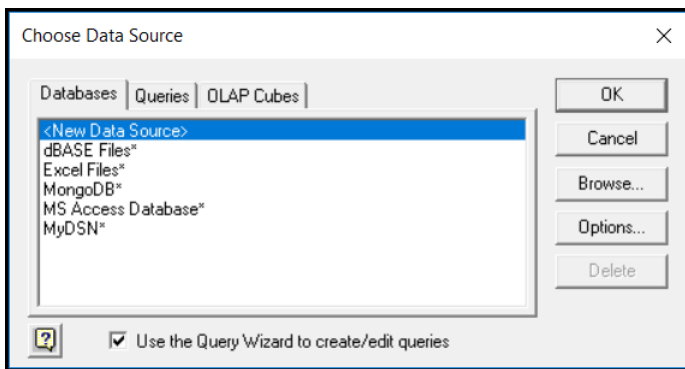 Choose Data Source
Databases Queries OLAP Cubes
<New Data Source>
dBASE Files*
Excel Files*
MongoDB*
MS Access Database*
MyDSN*
OK
Cancel
Browse...
Options...
Delete
Use the Query Wizard to create/edit queries